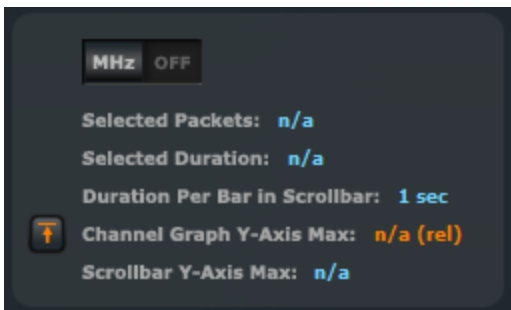 MHz OFF
Selected Packets: n/a
Selected Duration: n/a
Duration Per Bar in Scrollbar: 1 sec
Channel Graph Y-Axis Max: n/a (rel)
Scrollbar Y-Axis Max: n/a